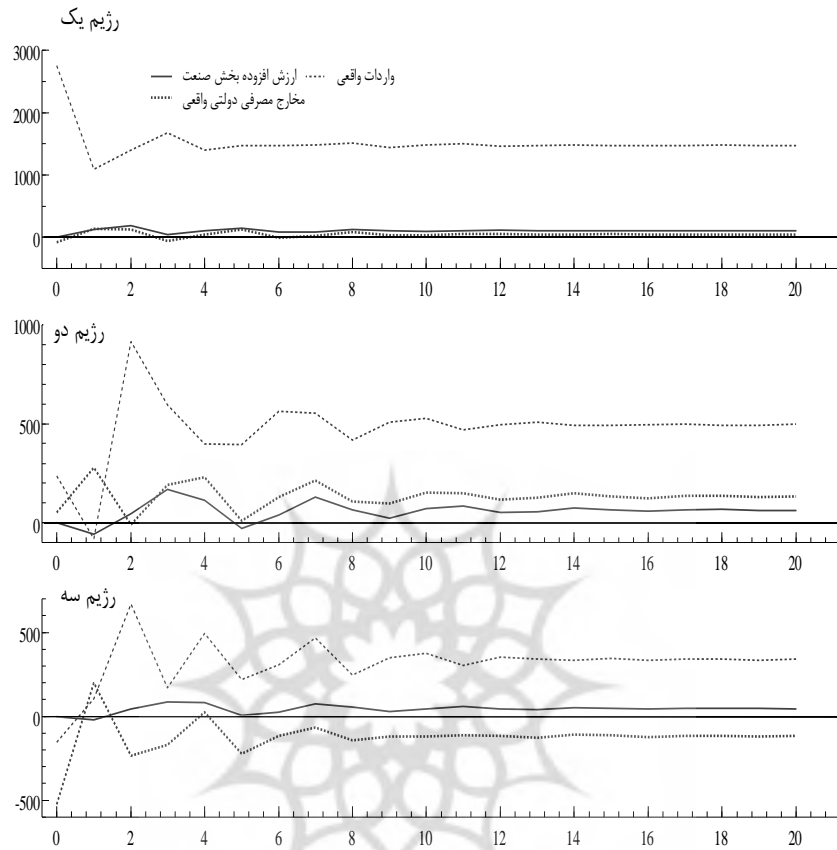 رژیم یک
3000
واردات واقعی
ارزش افزوده بخش صنعت
مخارج مصرفی دولتی واقعی
2000
1000
0
0 2 4 6 8 10 12 14 16 18 20
رژیم دو
1000
500
0
0 2 4 6 8 10 12 14 16 18 20
رژیم سه
500
0
-500
0 2 4 6 8 10 12 14 16 18 20